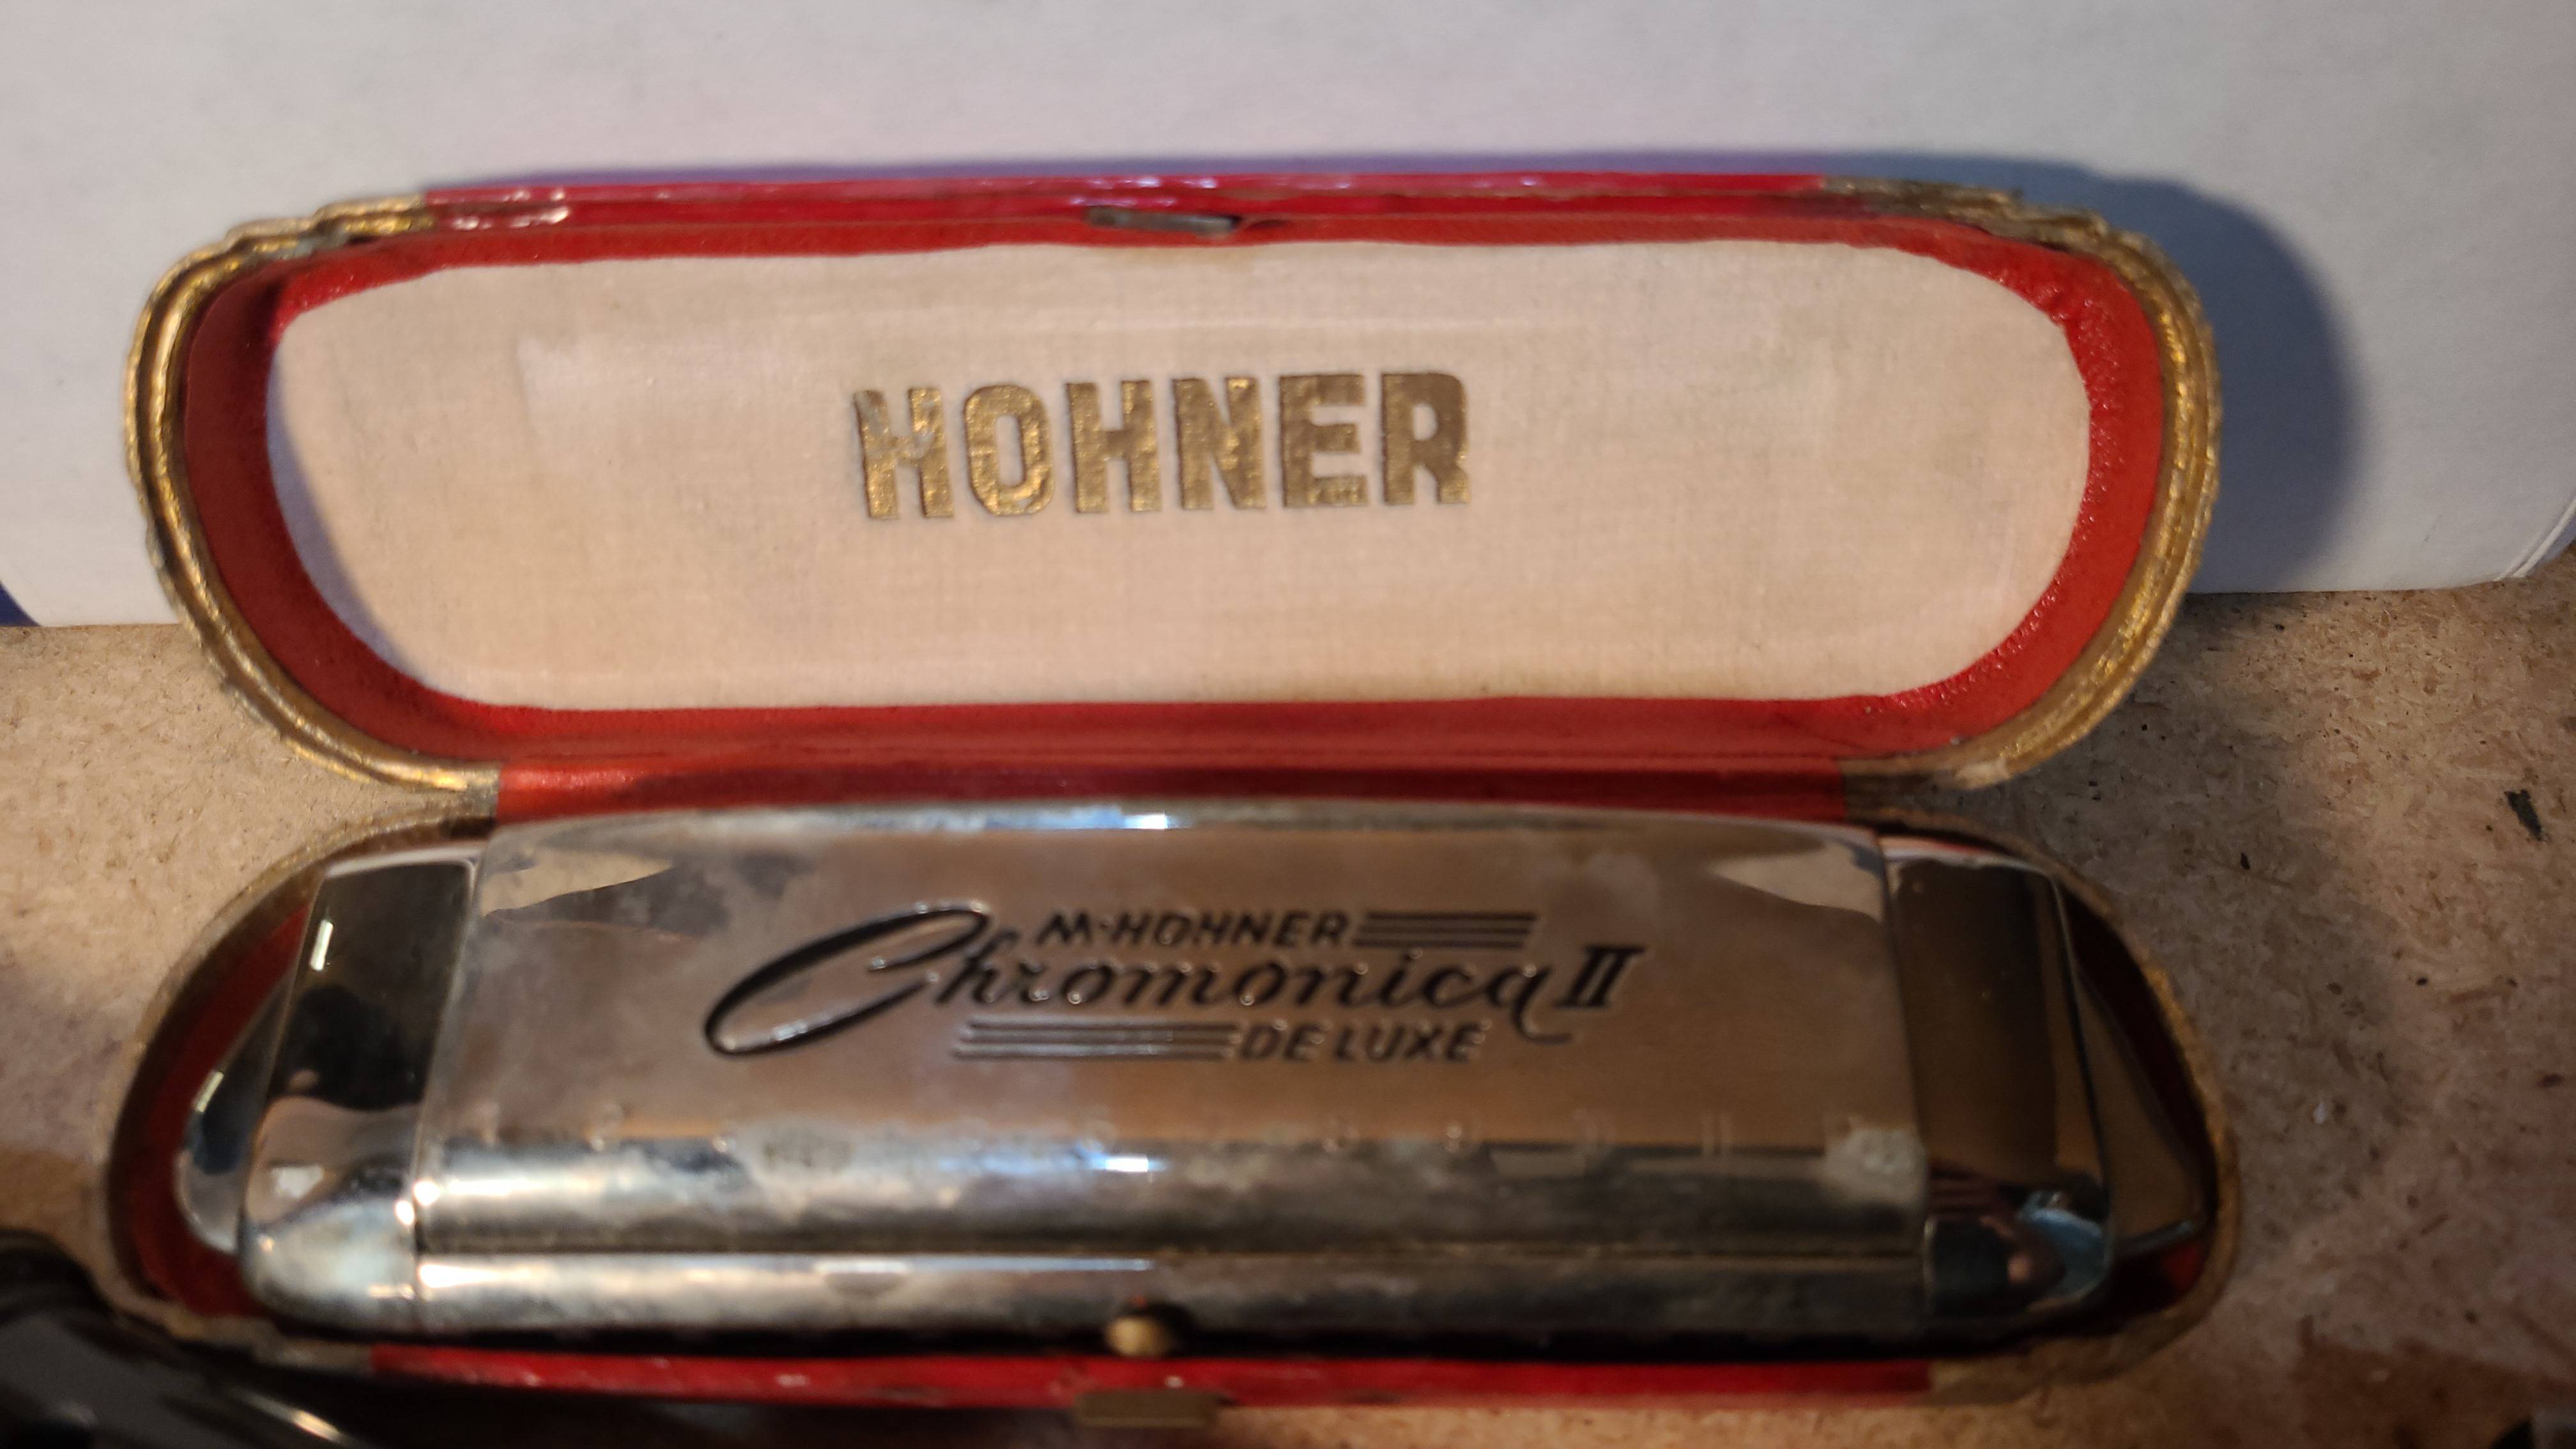 HOHNER
M·HOHNER
Chromonica II
DE LUXE